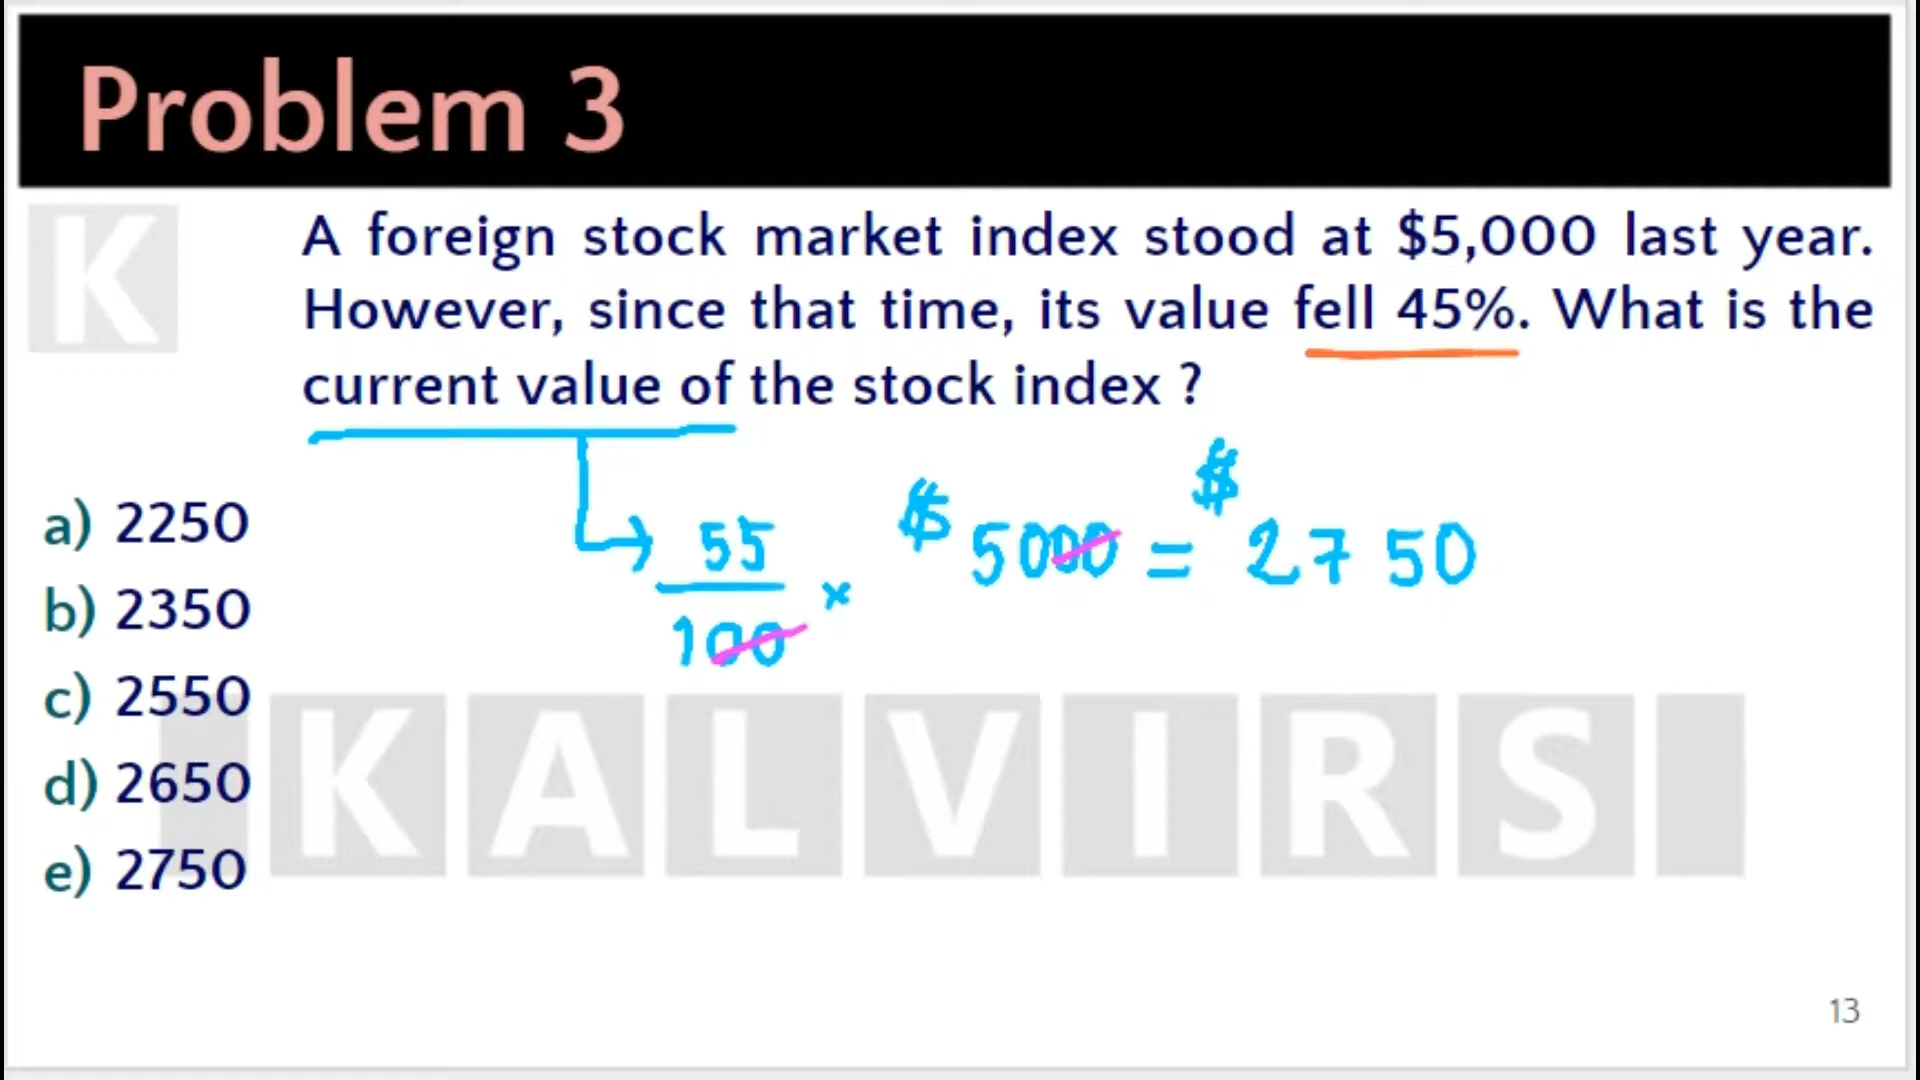 Problem 3
K
A foreign stock market index stood at $5,000 last year.
However, since that time, its value fell 45%. What is the
current value of the stock index ?
a) 2250
b) 2350
c) 2550
d) 2650
e) 2750
55
100
×
$ 5000 = $ 2750
KALVIRS
13